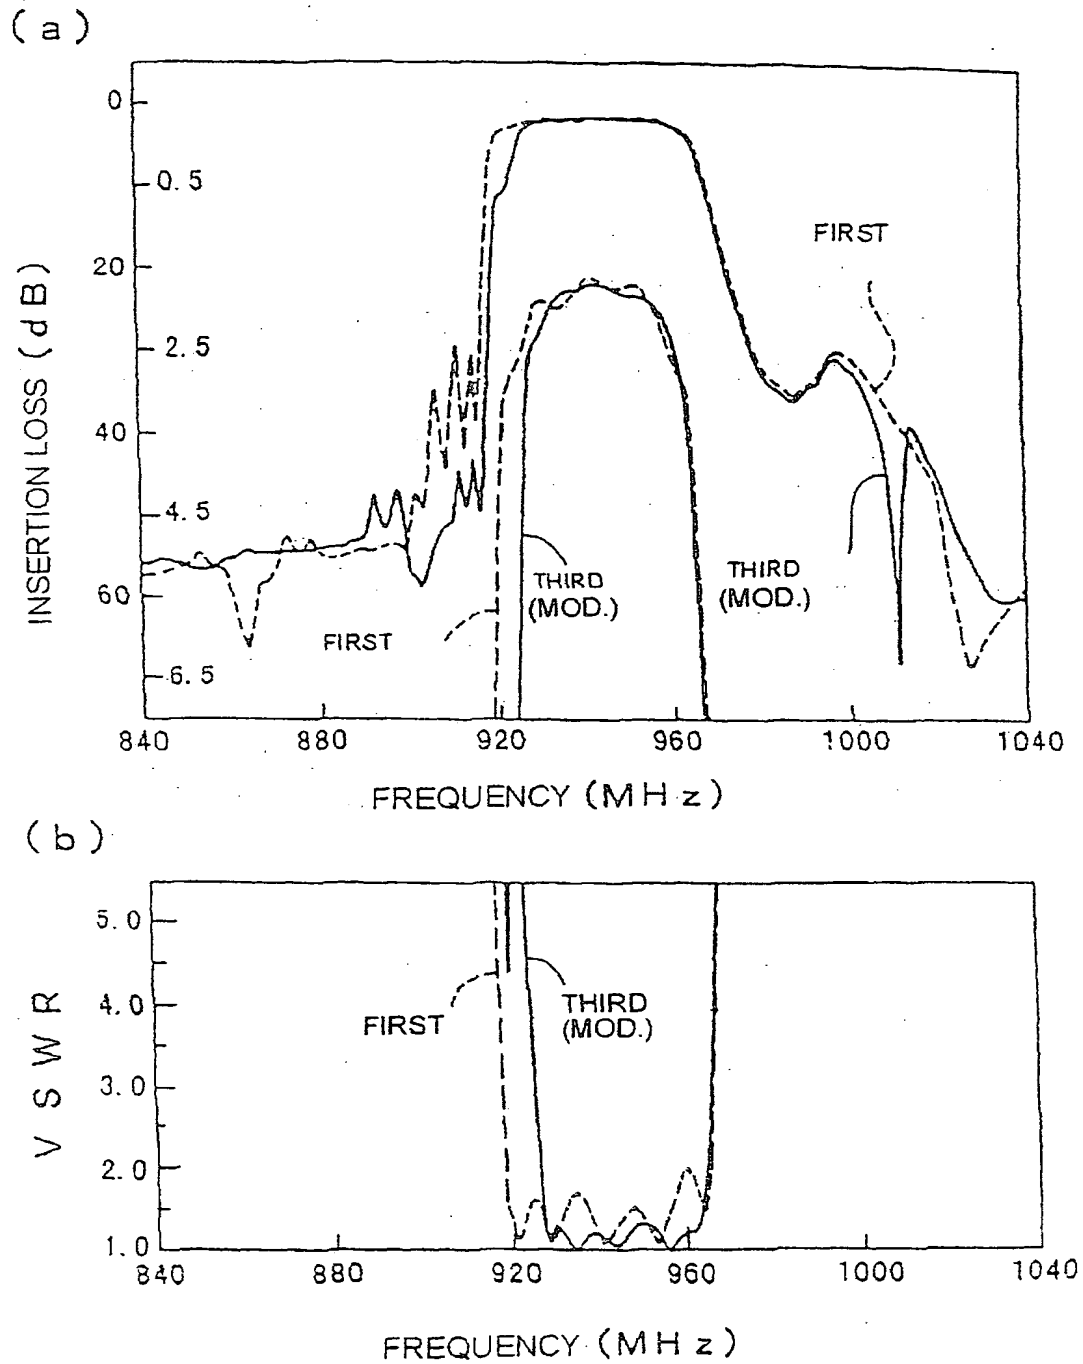 (a)
0
-0.5
20
-2.5
40
-4.5
60
-6.5
INSERTION LOSS (dB)
FIRST
THIRD
(MOD.)
THIRD
(MOD.)
FIRST
840 880 920 960 1000 1040
FREQUENCY (MHz)
(b)
5.0
4.0
3.0
2.0
1.0
VSWR
FIRST
THIRD
(MOD.)
840 880 920 960 1000 1040
FREQUENCY (MHz)